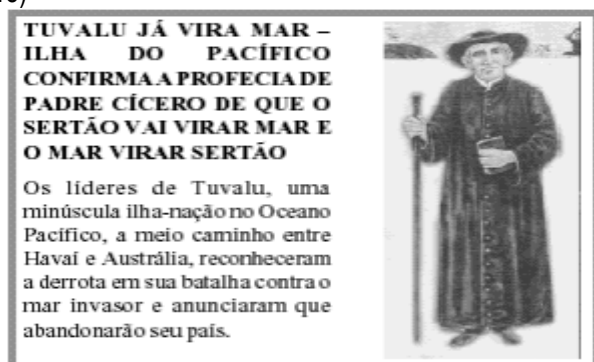 TUVALU JÁ VIRA MAR –
ILHA DO PACÍFICO
CONFIRMA A PROFECIA DE
PADRE CÍCERO DE QUE O
SERTÃO VAI VIRAR MAR E
O MAR VIRAR SERTÃO
Os líderes de Tuvalu, uma
minúscula ilha-nação no Oceano
Pacífico, a meio caminho entre
Havaí e Austrália, reconheceram
a derrota em sua batalha contra o
mar invasor e anunciaram que
abandonarão seu país.